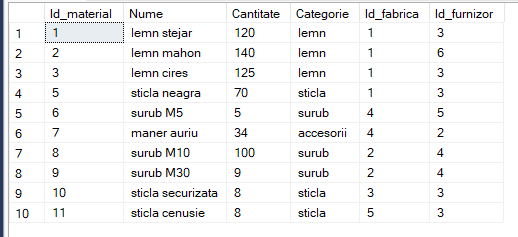 Id_material Nume Cantitate Categorie Id_fabrica Id_furnizor
1 1 lemn stejar 120 lemn 1 3
2 2 lemn mahon 140 lemn 1 6
3 3 lemn cires 125 lemn 1 3
4 5 sticla neagra 70 sticla 1 3
5 6 surub M5 5 surub 4 5
6 7 maner auriu 34 accesorii 4 2
7 8 surub M10 100 surub 2 4
8 9 surub M30 9 surub 2 4
9 10 sticla securizata 8 sticla 3 3
10 11 sticla cenusie 8 sticla 5 3